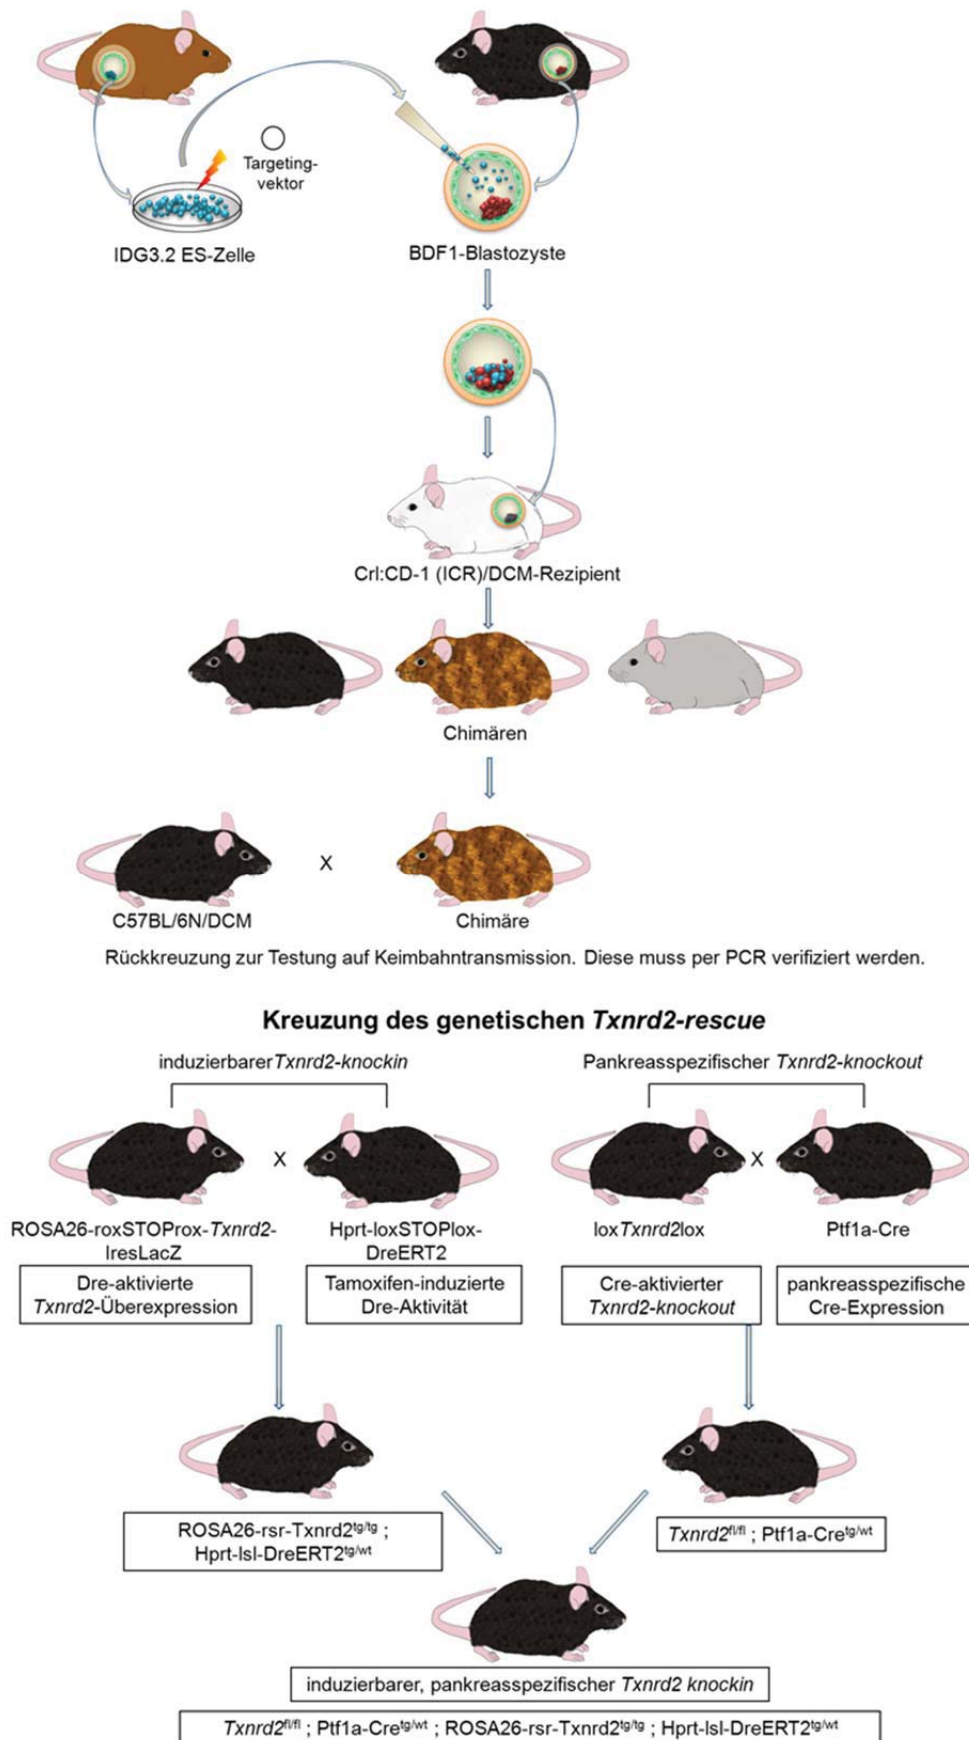 Targeting-
vektor
IDG3.2 ES-Zelle
BDF1-Blastozyste
Crl:CD-1 (ICR)/DCM-Rezipient
Chimären
X
C57BL/6N/DCM
Chimäre
Rückkreuzung zur Testung auf Keimbahntransmission. Diese muss per PCR verifiziert werden.
Kreuzung des genetischen Txnrd2-rescue
induzierbarerTxnrd2-knockin
Pankreasspezifischer Txnrd2-knockout
X
X
ROSA26-roxSTOProx-Txnrd2-
IresLacZ
Hprt-loxSTOPlox-
DreERT2
loxTxnrd2lox
Ptf1a-Cre
Dre-aktivierte
Txnrd2-Überexpression
Tamoxifen-induzierte
Dre-Aktivität
Cre-aktivierter
Txnrd2-knockout
pankreasspezifische
Cre-Expression
ROSA26-rsr-Txnrd2tg/tg ;
Hprt-lsl-DreERT2tg/wt
Txnrd2fl/fl ; Ptf1a-Cretg/wt
induzierbarer, pankreasspezifischer Txnrd2 knockin
Txnrd2fl/fl ; Ptf1a-Cretg/wt ; ROSA26-rsr-Txnrd2tg/tg ; Hprt-lsl-DreERT2tg/wt